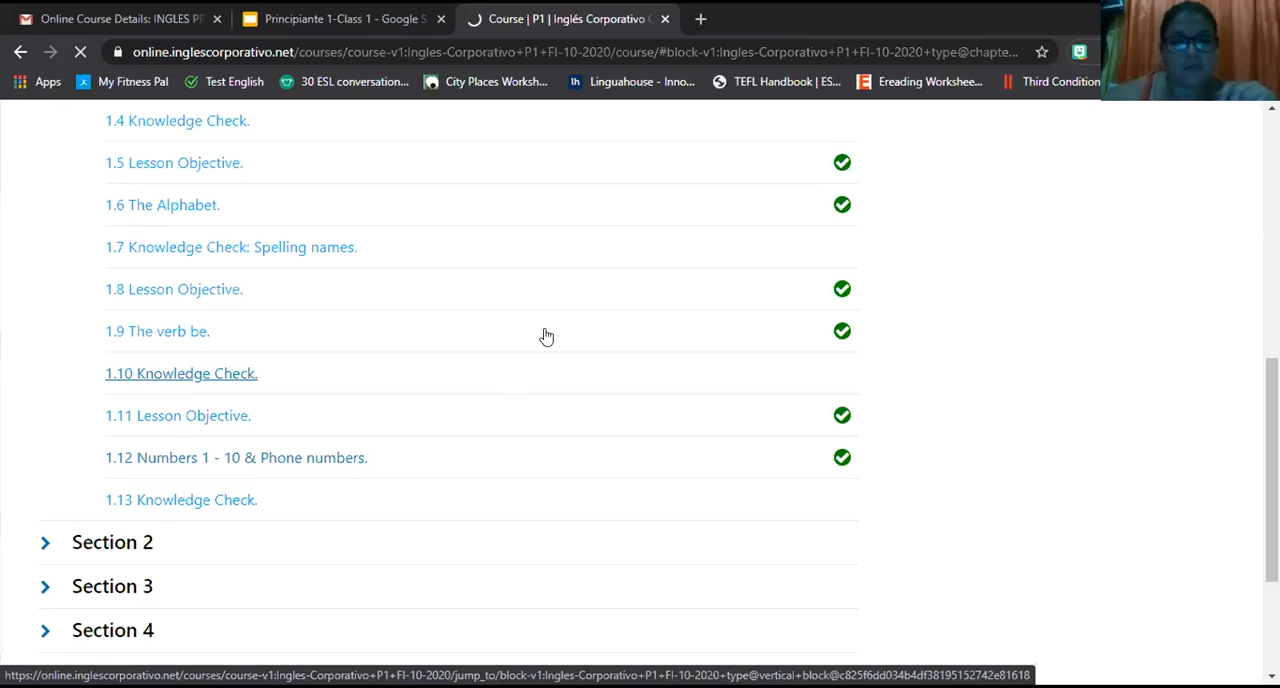 Online Course Details: INGLES PR
Principiante 1-Class 1 - Google S
Course | P1 | Inglés Corporativo C
online.inglescorporativo.net/courses/course-v1:Ingles-Corporativo+P1+FI-10-2020/course/#block-v1:Ingles-Corporativo+P1+FI-10-2020+type@chapte...
Apps
My Fitness Pal
Test English
30 ESL conversation...
City Places Worksh...
lh Linguahouse - Inno...
TEFL Handbook | ES...
E Ereading Workshee...
Third Condition
1.4 Knowledge Check.
1.5 Lesson Objective.
1.6 The Alphabet.
1.7 Knowledge Check: Spelling names.
1.8 Lesson Objective.
1.9 The verb be.
1.10 Knowledge Check.
1.11 Lesson Objective.
1.12 Numbers 1 - 10 & Phone numbers.
1.13 Knowledge Check.
Section 2
Section 3
Section 4
https://online.inglescorporativo.net/courses/course-v1:Ingles-Corporativo+P1+FI-10-2020/jump_to/block-v1:Ingles-Corporativo+P1+FI-10-2020+type@vertical+block@c825f6dd034b4df38195152742e81618